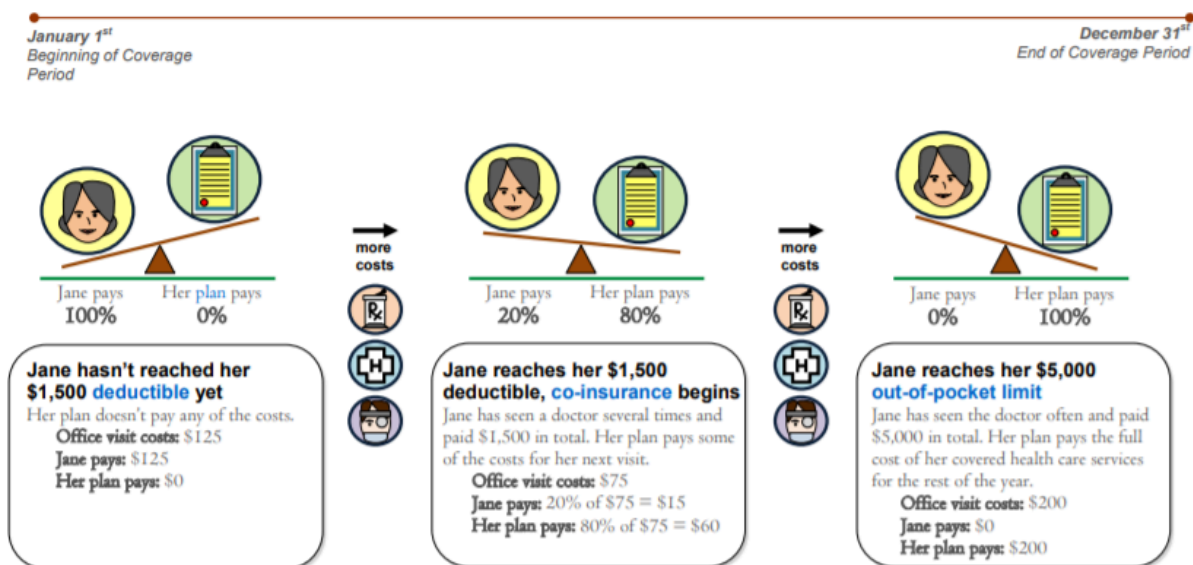 January 1st
Beginning of Coverage
Period
December 31st
End of Coverage Period
Jane pays
100%
Her plan pays
0%
more
costs
Rx
H
Jane pays
20%
Her plan pays
80%
more
costs
Rx
H
Jane pays
0%
Her plan pays
100%
Jane hasn't reached her
$1,500 deductible yet
Her plan doesn't pay any of the costs.
Office visit costs: $125
Jane pays: $125
Her plan pays: $0
Jane reaches her $1,500
deductible, co-insurance begins
Jane has seen a doctor several times and
paid $1,500 in total. Her plan pays some
of the costs for her next visit.
Office visit costs: $75
Jane pays: 20% of $75 = $15
Her plan pays: 80% of $75 = $60
Jane reaches her $5,000
out-of-pocket limit
Jane has seen the doctor often and paid
$5,000 in total. Her plan pays the full
cost of her covered health care services
for the rest of the year.
Office visit costs: $200
Jane pays: $0
Her plan pays: $200